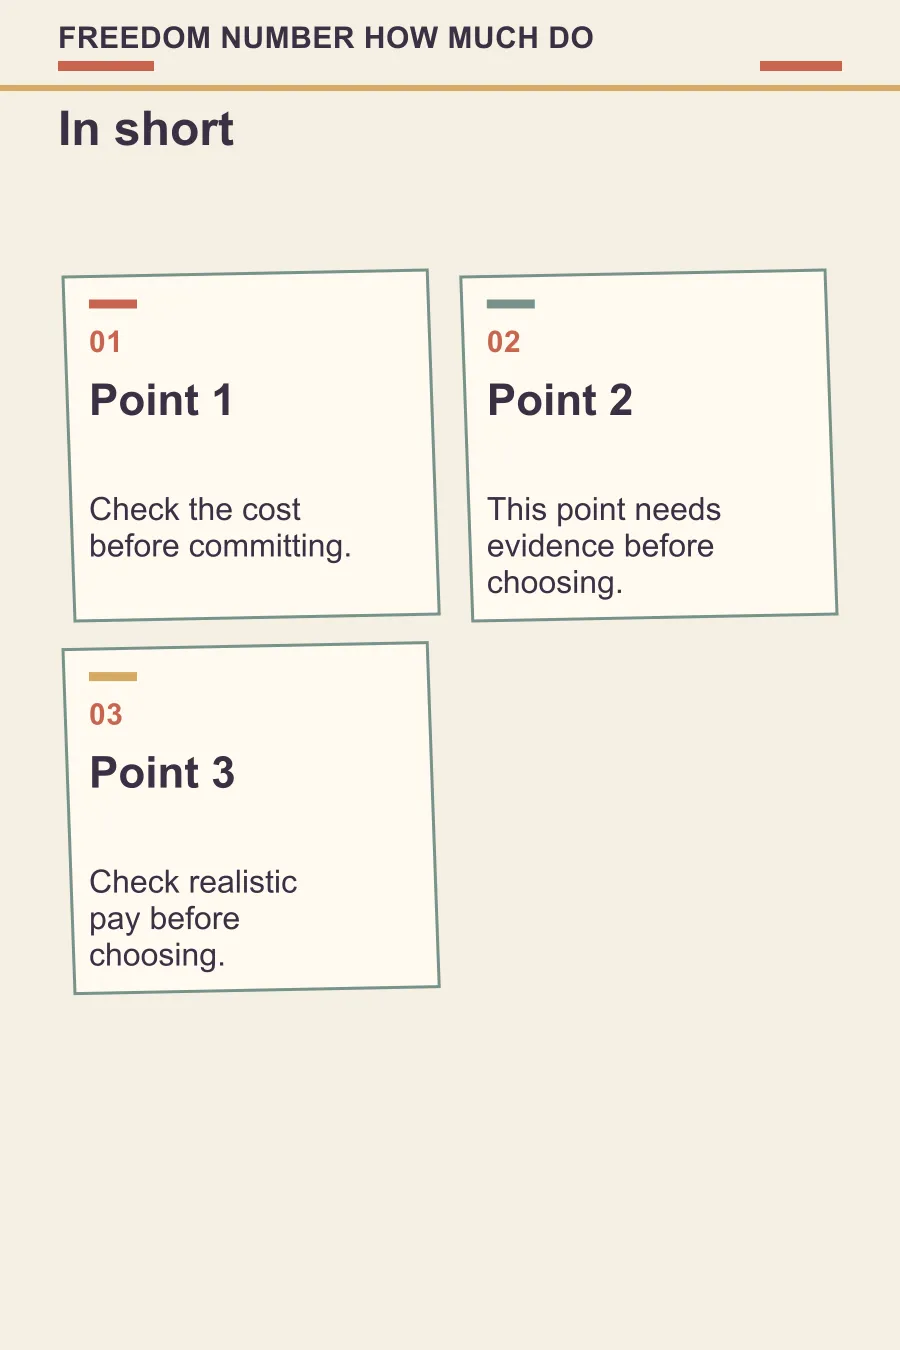 FREEDOM NUMBER HOW MUCH DO
In short
01
Point 1
Check the cost
before committing.
02
Point 2
This point needs
evidence before
choosing.
03
Point 3
Check realistic
pay before
choosing.